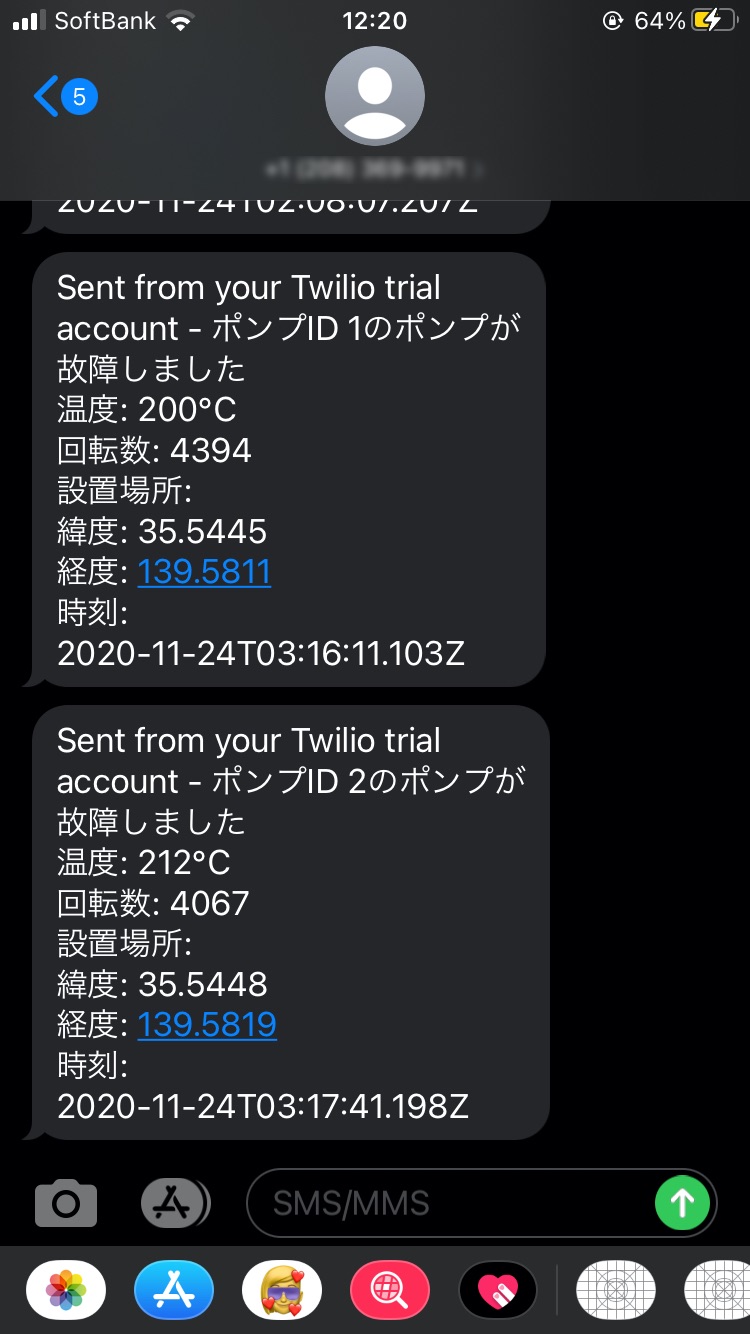 SoftBank
12:20
64%
5
2020-11-24T02:08:07.207Z
Sent from your Twilio trial
account - ポンプID 1のポンプが
故障しました
温度: 200°C
回転数: 4394
設置場所:
緯度: 35.5445
経度: 139.5811
時刻:
2020-11-24T03:16:11.103Z
Sent from your Twilio trial
account - ポンプID 2のポンプが
故障しました
温度: 212°C
回転数: 4067
設置場所:
緯度: 35.5448
経度: 139.5819
時刻:
2020-11-24T03:17:41.198Z
SMS/MMS